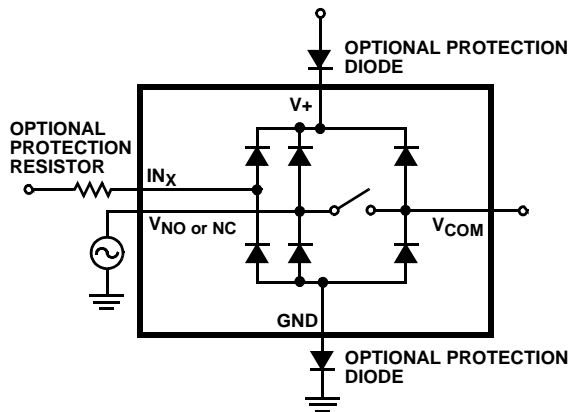 OPTIONAL PROTECTION
DIODE
V+
OPTIONAL
PROTECTION
RESISTOR
INX
VNO or NC
VCOM
GND
OPTIONAL PROTECTION
DIODE